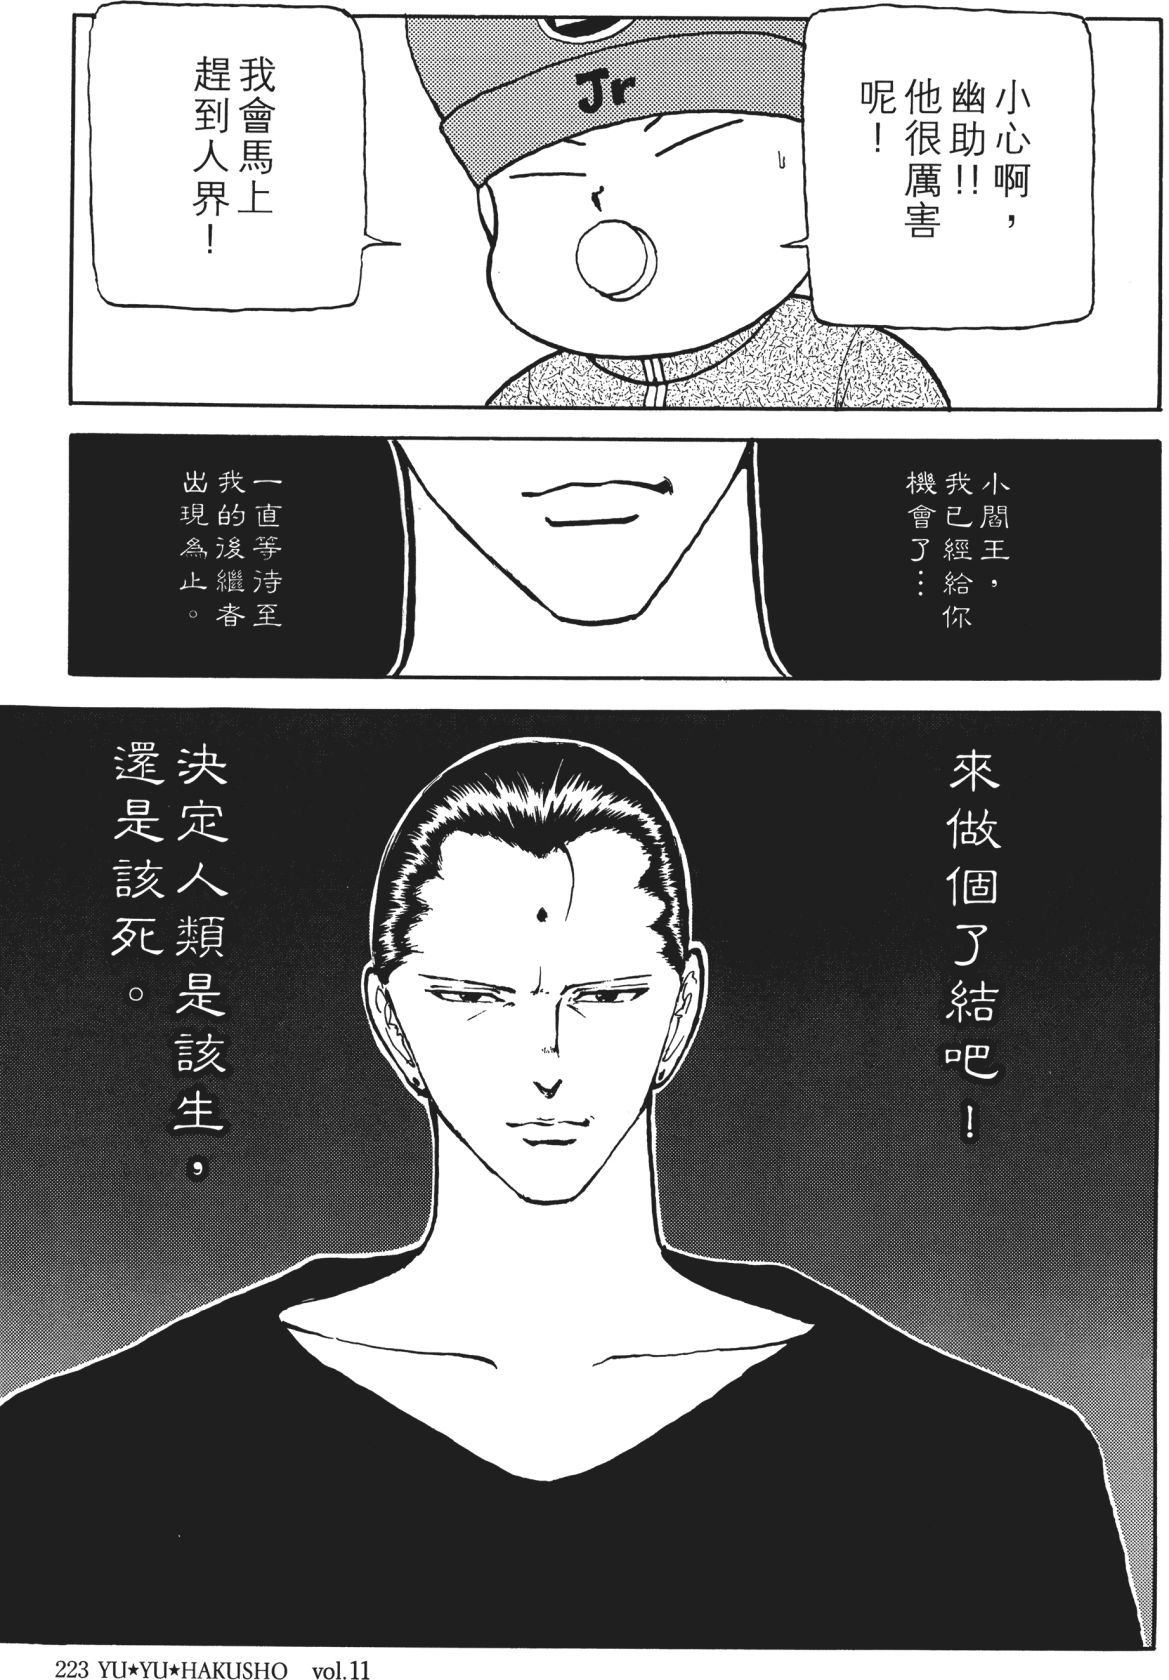 小心啊，
幽助!!
他很厲害
呢！
Jr
我會馬上
趕到人界！
小閻王，
我已經給你
機會了…
一直等待至
我的後繼者
出現為止。
來做個了結吧！
決定人類是該生，
還是該死。
223 YU★YU★HAKUSHO vol.11